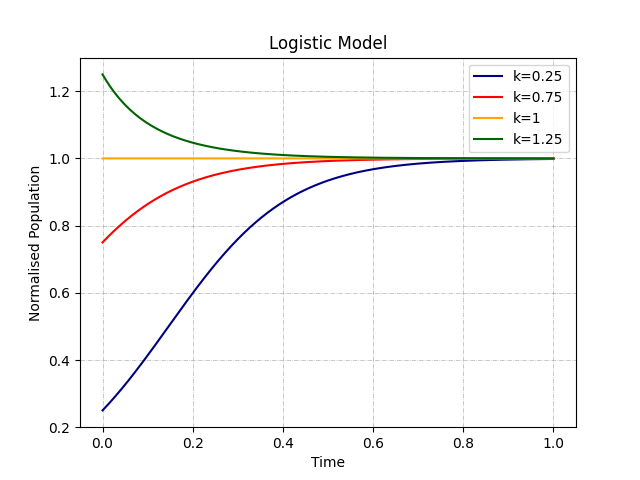 Logistic Model
k=0.25
k=0.75
k=1
k=1.25
Normalised Population
1.2
1.0
0.8
0.6
0.4
0.2
0.0 0.2 0.4 0.6 0.8 1.0
Time